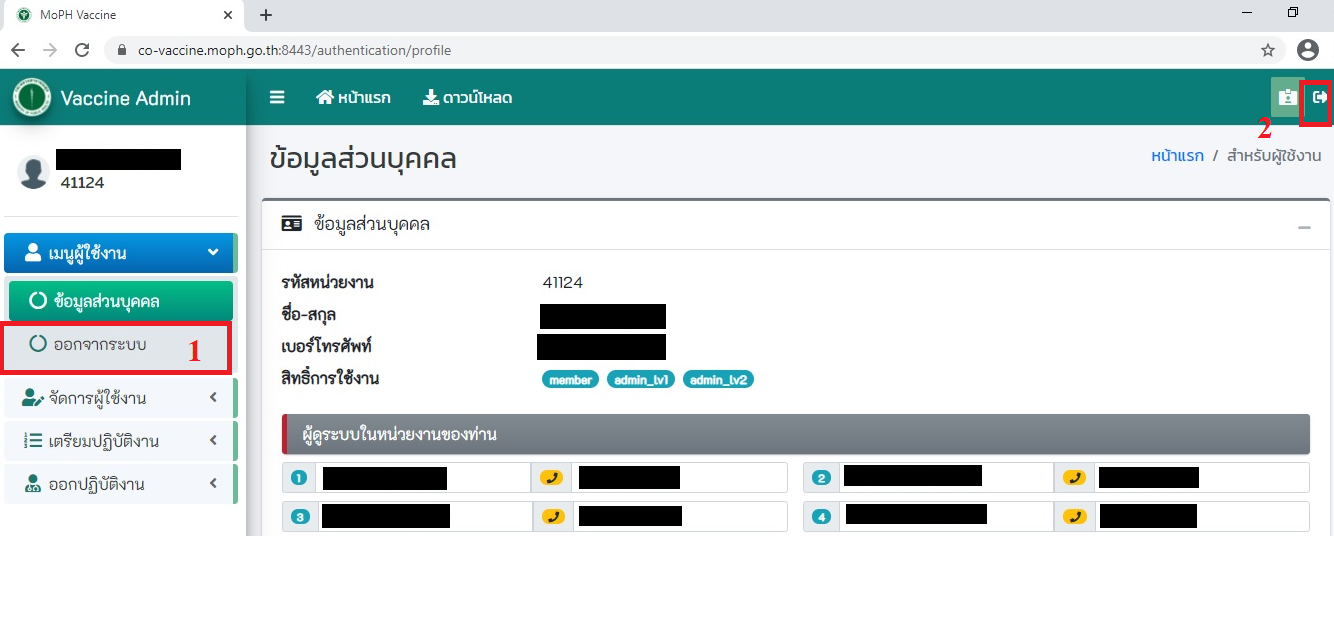 MoPH Vaccine
co-vaccine.moph.go.th:8443/authentication/profile
Vaccine Admin
หน้าแรก
ดาวน์โหลด
2
41124
ข้อมูลส่วนบุคคล
หน้าแรก / สำหรับผู้ใช้งาน
เมนูผู้ใช้งาน
ข้อมูลส่วนบุคคล
ออกจากระบบ 1
จัดการผู้ใช้งาน
เตรียมปฏิบัติงาน
ออกปฏิบัติงาน
ข้อมูลส่วนบุคคล
รหัสหน่วยงาน 41124
ชื่อ-สกุล
เบอร์โทรศัพท์
สิทธิ์การใช้งาน member admin_lv1 admin_lv2
ผู้ดูระบบในหน่วยงานของท่าน
1 2
3 4